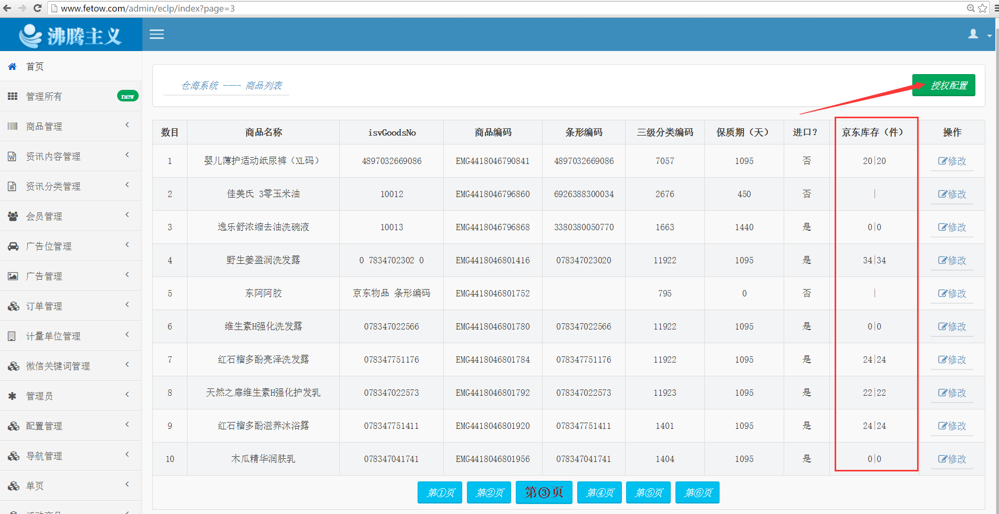 www.fetow.com/admin/eclp/index?page=3
沸腾主义
首页
管理所有 new
商品管理
资讯内容管理
资讯分类管理
会员管理
广告位管理
广告管理
订单管理
计量单位管理
微信关键词管理
管理员
配置管理
导航管理
单页
仓海系统 ---- 商品列表
授权配置
数目 商品名称 isvGoodsNo 商品编码 条形编码 三级分类编码 保质期（天） 进口？ 京东库存（件） 操作
1 婴儿薄护适动纸尿裤（XL码） 4897032669086 EMG4418046790841 4897032669086 7057 1095 否 20|20 修改
2 佳美氏 3零玉米油 10012 EMG4418046796860 6926388300034 2676 450 否 | 修改
3 逸乐舒浓缩去油洗碗液 10013 EMG4418046796868 3380380050770 1663 1440 是 0|0 修改
4 野生姜盈润洗发露 0 7834702302 0 EMG4418046801416 078347023020 11922 1095 是 34|34 修改
5 东阿阿胶 京东物品 条形编码 EMG4418046801752 795 0 否 | 修改
6 维生素H强化洗发露 078347022566 EMG4418046801780 078347022566 11922 1095 是 0|0 修改
7 红石榴多酚亮泽洗发露 078347751176 EMG4418046801784 078347751176 11922 1095 是 24|24 修改
8 天然之扉维生素H强化护发乳 078347022573 EMG4418046801792 078347022573 11923 1095 是 22|22 修改
9 红石榴多酚滋养沐浴露 078347751411 EMG4418046801920 078347751411 1401 1095 是 24|24 修改
10 木瓜精华润肤乳 078347041741 EMG4418046801956 078347041741 1404 1095 是 0|0 修改
第①页 第②页 第③页 第④页 第⑤页 第⑥页